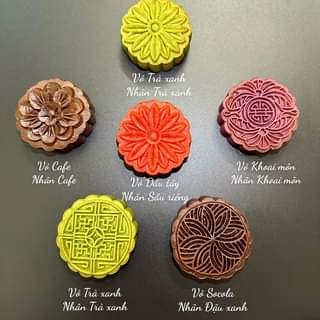 Vỏ Trà xanh
Nhân Trà xanh
Vỏ Cafe
Nhân Cafe
Vỏ Dâu tây
Nhân Sầu riêng
Vỏ Khoai môn
Nhân Khoai môn
Vỏ Trà xanh
Nhân Trà xanh
Vỏ Socola
Nhân Đậu xanh